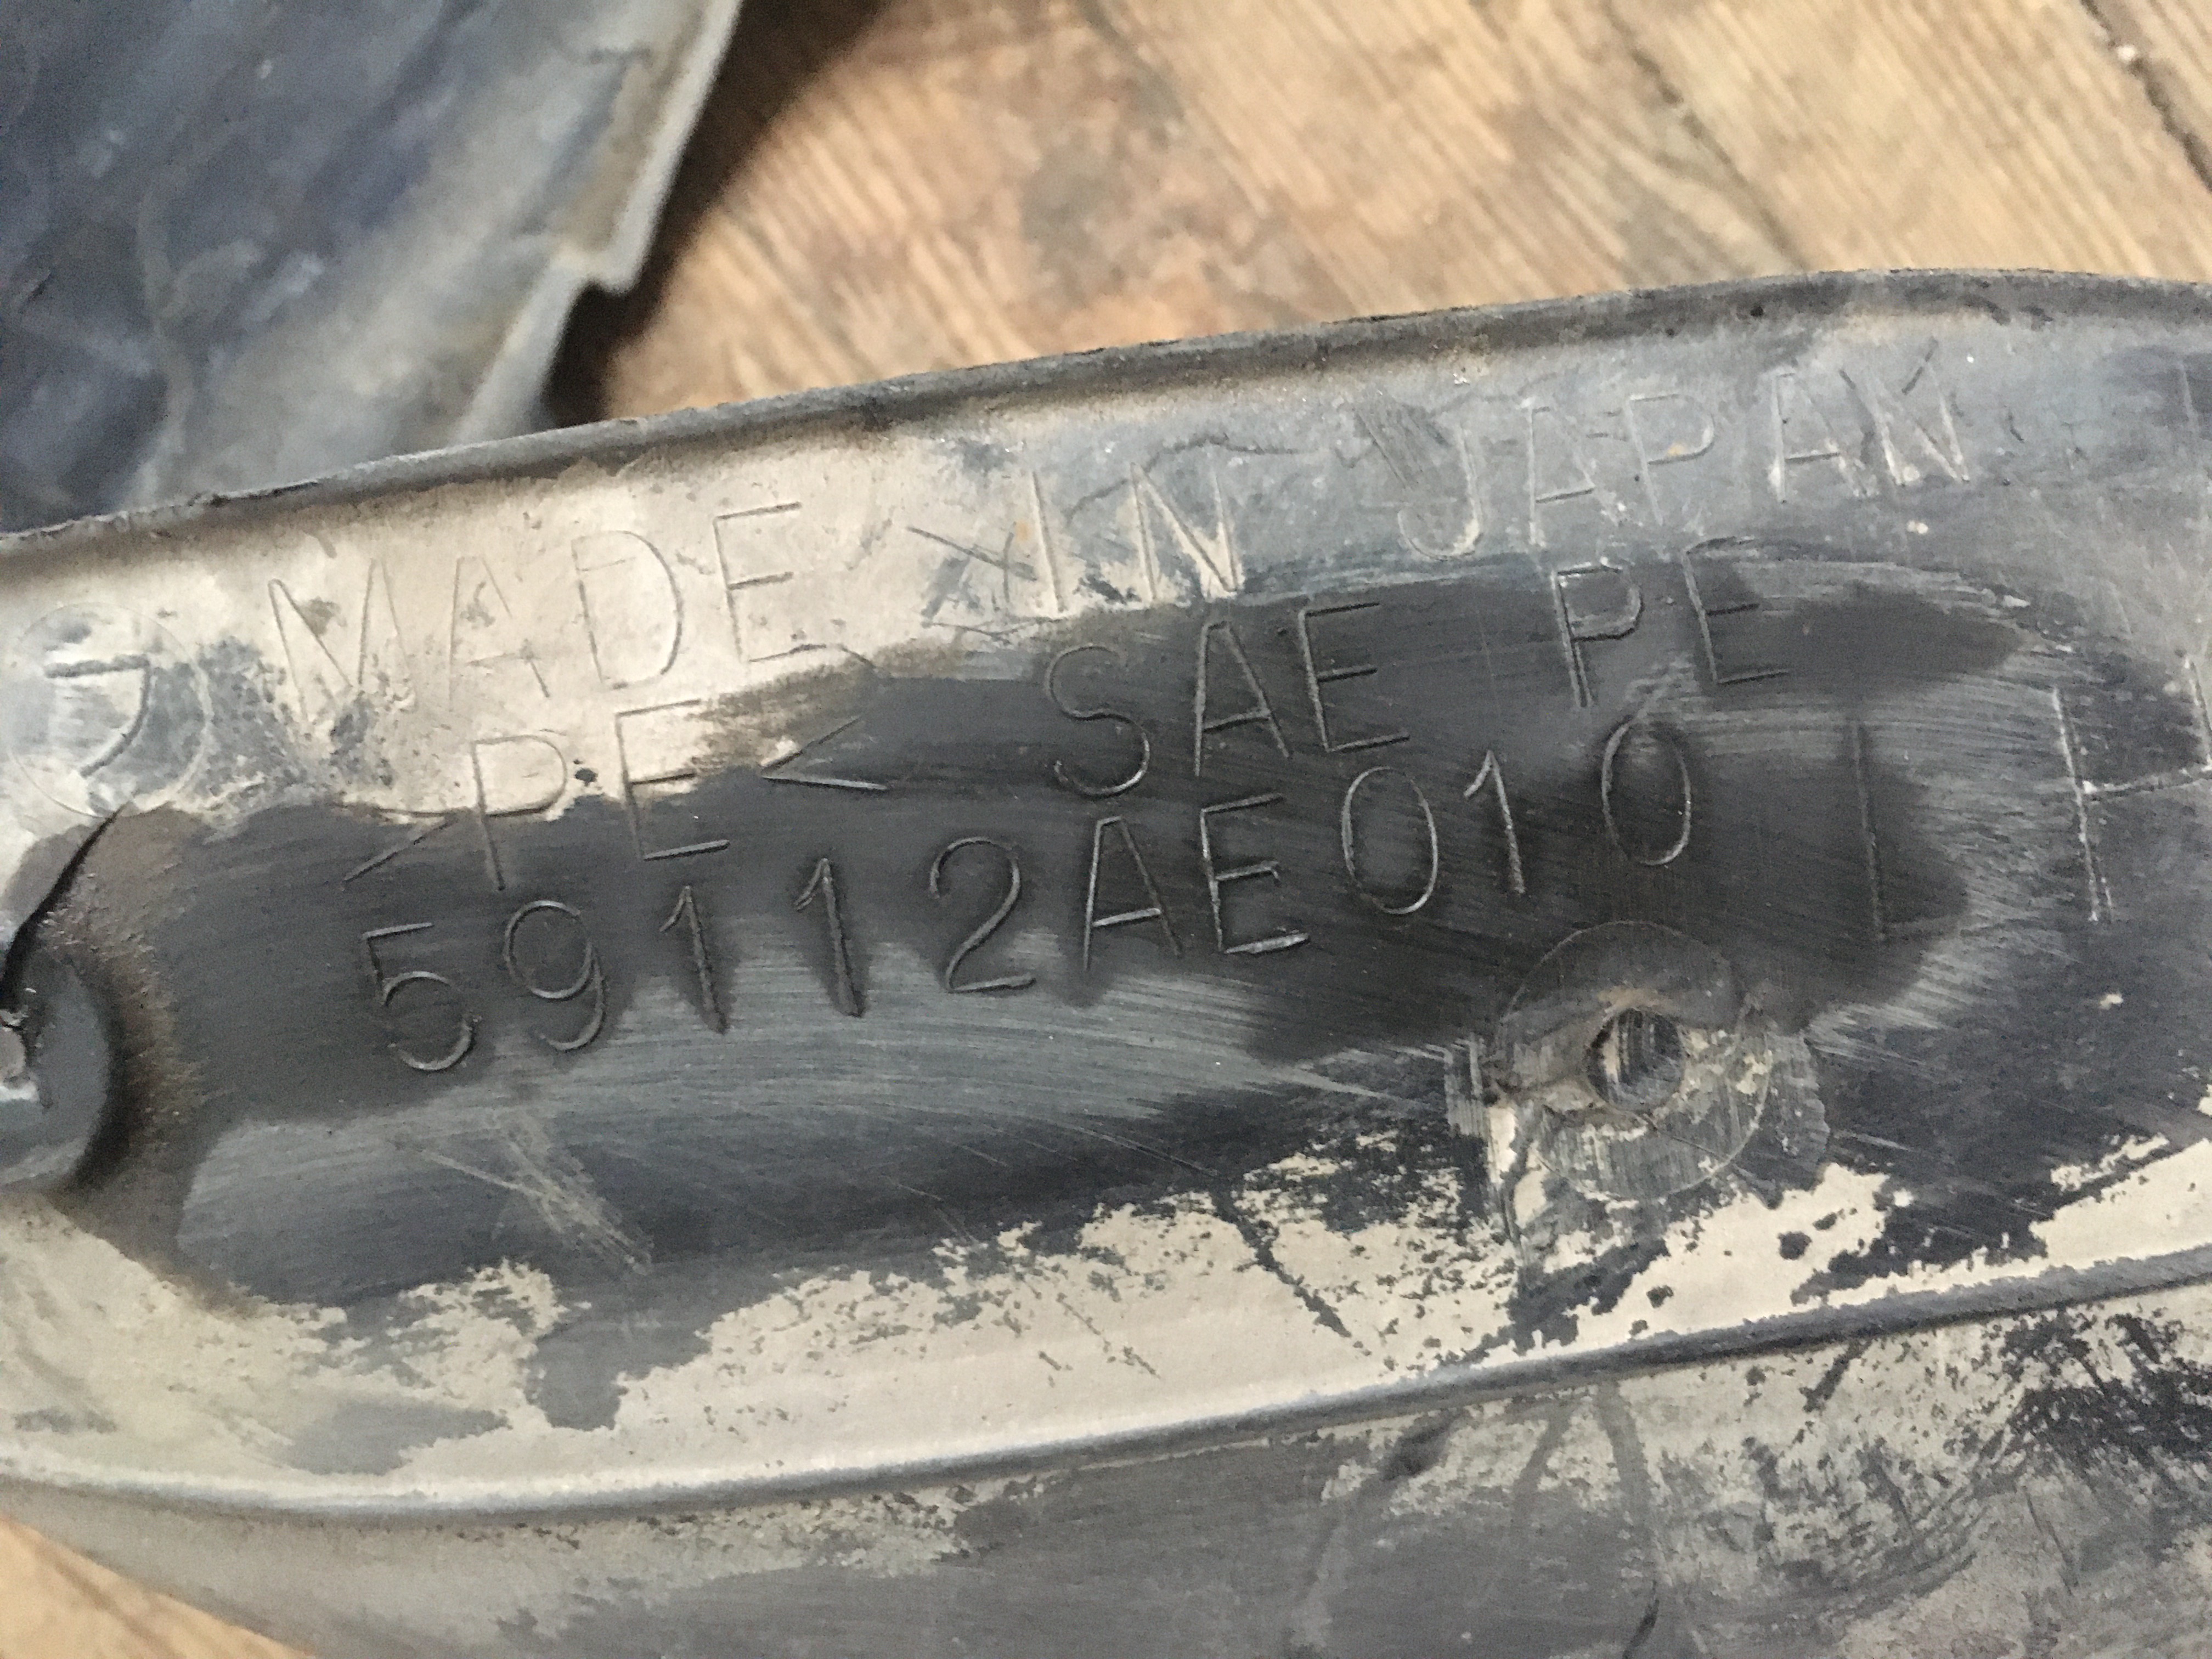 MADE IN JAPAN
>PE< SAE PE
59112AE010